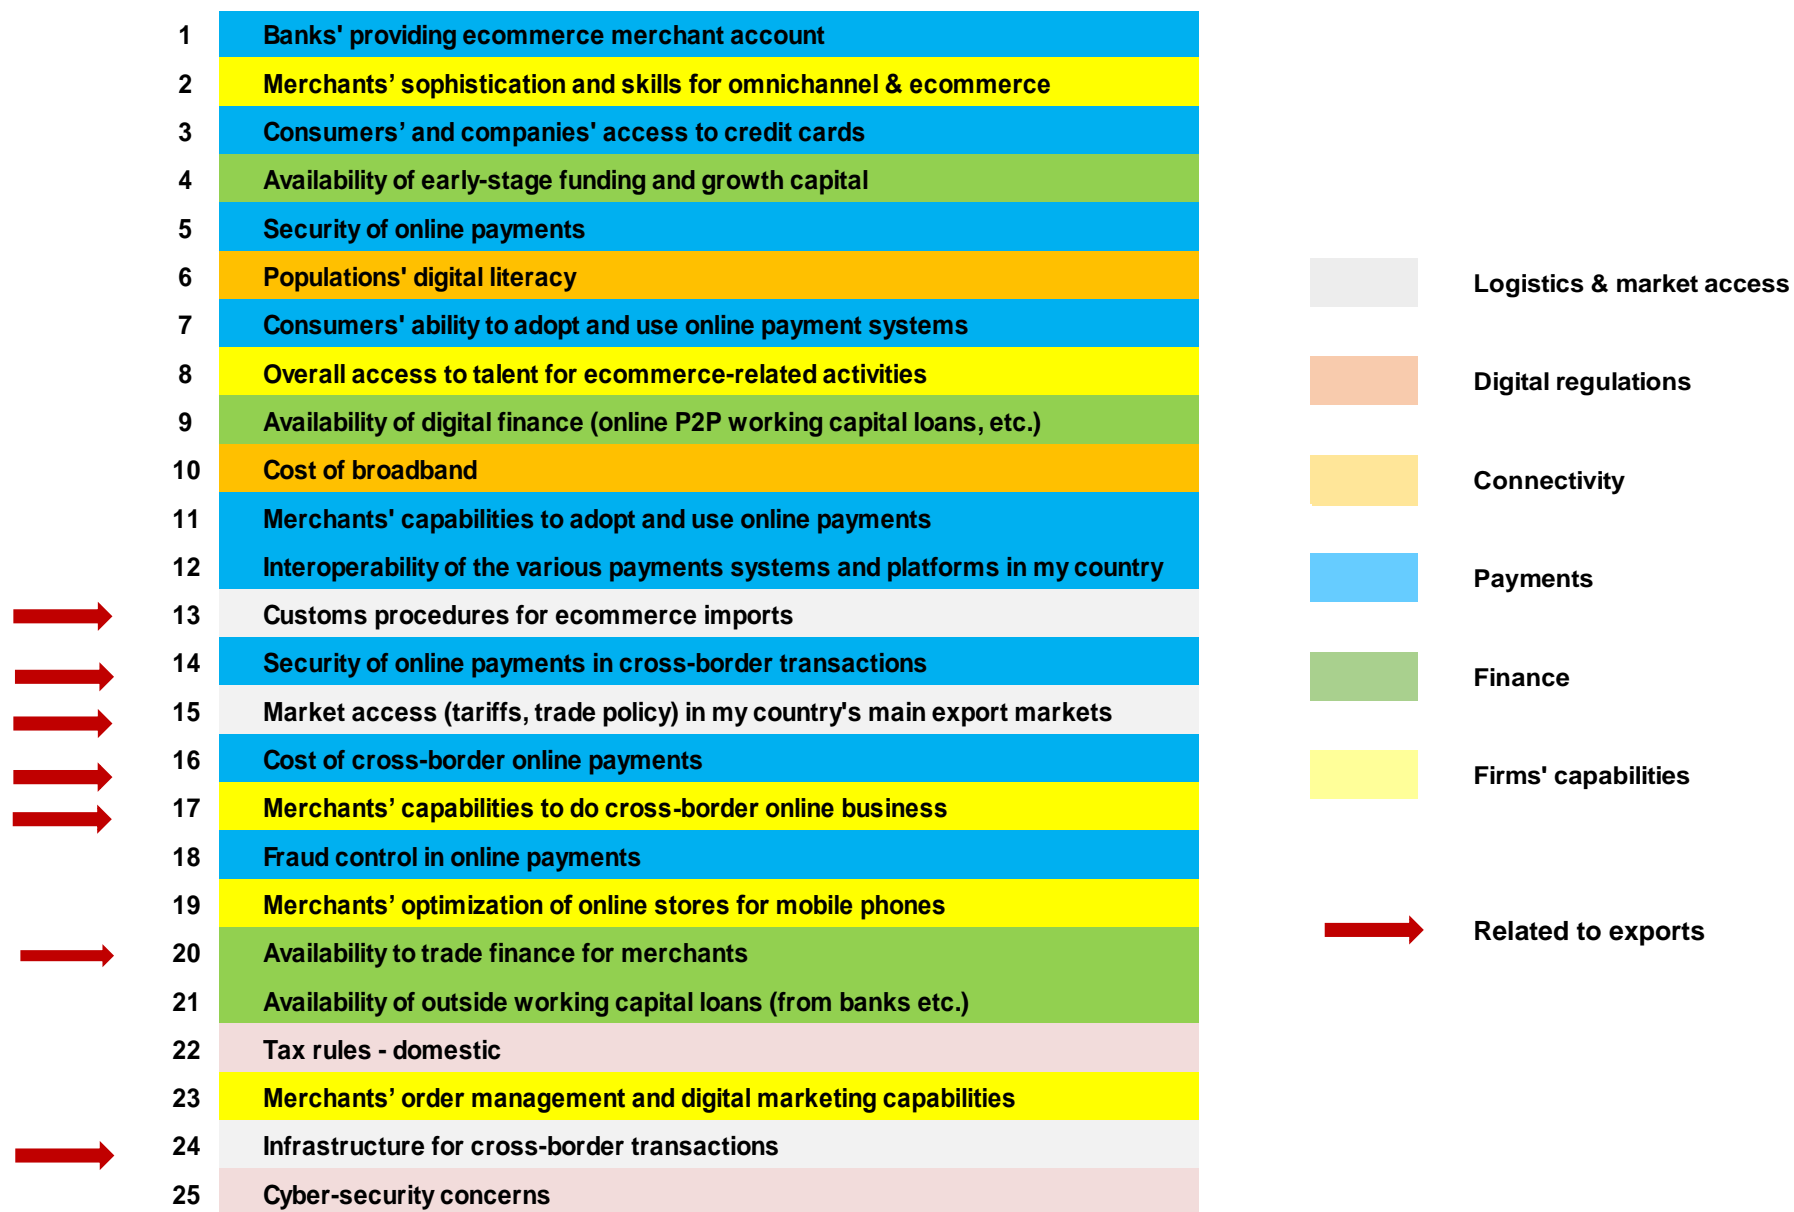 1 Banks' providing ecommerce merchant account
2 Merchants’ sophistication and skills for omnichannel & ecommerce
3 Consumers’ and companies' access to credit cards
4 Availability of early-stage funding and growth capital
5 Security of online payments
6 Populations' digital literacy
7 Consumers' ability to adopt and use online payment systems
8 Overall access to talent for ecommerce-related activities
9 Availability of digital finance (online P2P working capital loans, etc.)
10 Cost of broadband
11 Merchants' capabilities to adopt and use online payments
12 Interoperability of the various payments systems and platforms in my country
13 Customs procedures for ecommerce imports
14 Security of online payments in cross-border transactions
15 Market access (tariffs, trade policy) in my country's main export markets
16 Cost of cross-border online payments
17 Merchants’ capabilities to do cross-border online business
18 Fraud control in online payments
19 Merchants’ optimization of online stores for mobile phones
20 Availability to trade finance for merchants
21 Availability of outside working capital loans (from banks etc.)
22 Tax rules - domestic
23 Merchants’ order management and digital marketing capabilities
24 Infrastructure for cross-border transactions
25 Cyber-security concerns
Logistics & market access
Digital regulations
Connectivity
Payments
Finance
Firms' capabilities
Related to exports